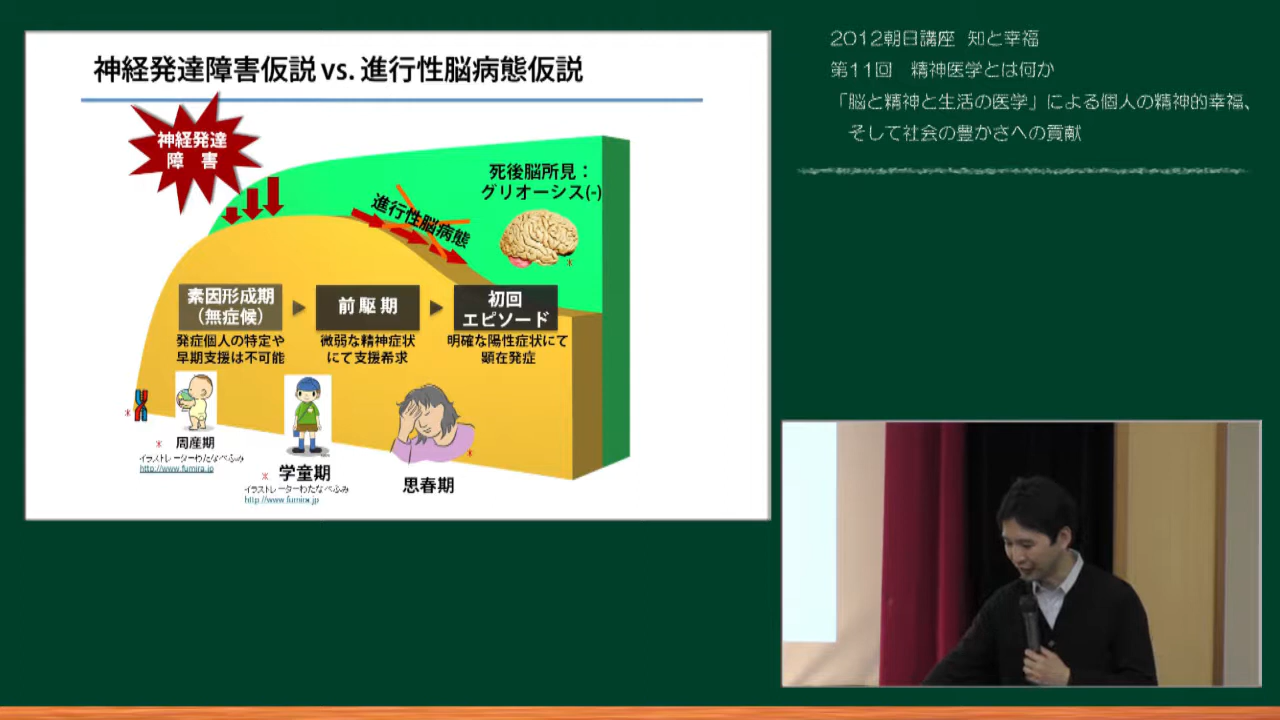 神経発達障害仮説 vs. 進行性脳病態仮説
神経発達
障 害
死後脳所見：
グリオーシス(-)
進行性脳病態
*
素因形成期
（無症候）
前駆期
初回
エピソード
発症個人の特定や
早期支援は不可能
微弱な精神症状
にて支援希求
明確な陽性症状にて
顕在発症
*
* 周産期
イラストレーターわたなべふみ
http://www.fumira.jp
* 学童期
イラストレーターわたなべふみ
http://www.fumira.jp
*
思春期
2012朝日講座 知と幸福
第11回 精神医学とは何か
「脳と精神と生活の医学」による個人の精神的幸福、
そして社会の豊かさへの貢献